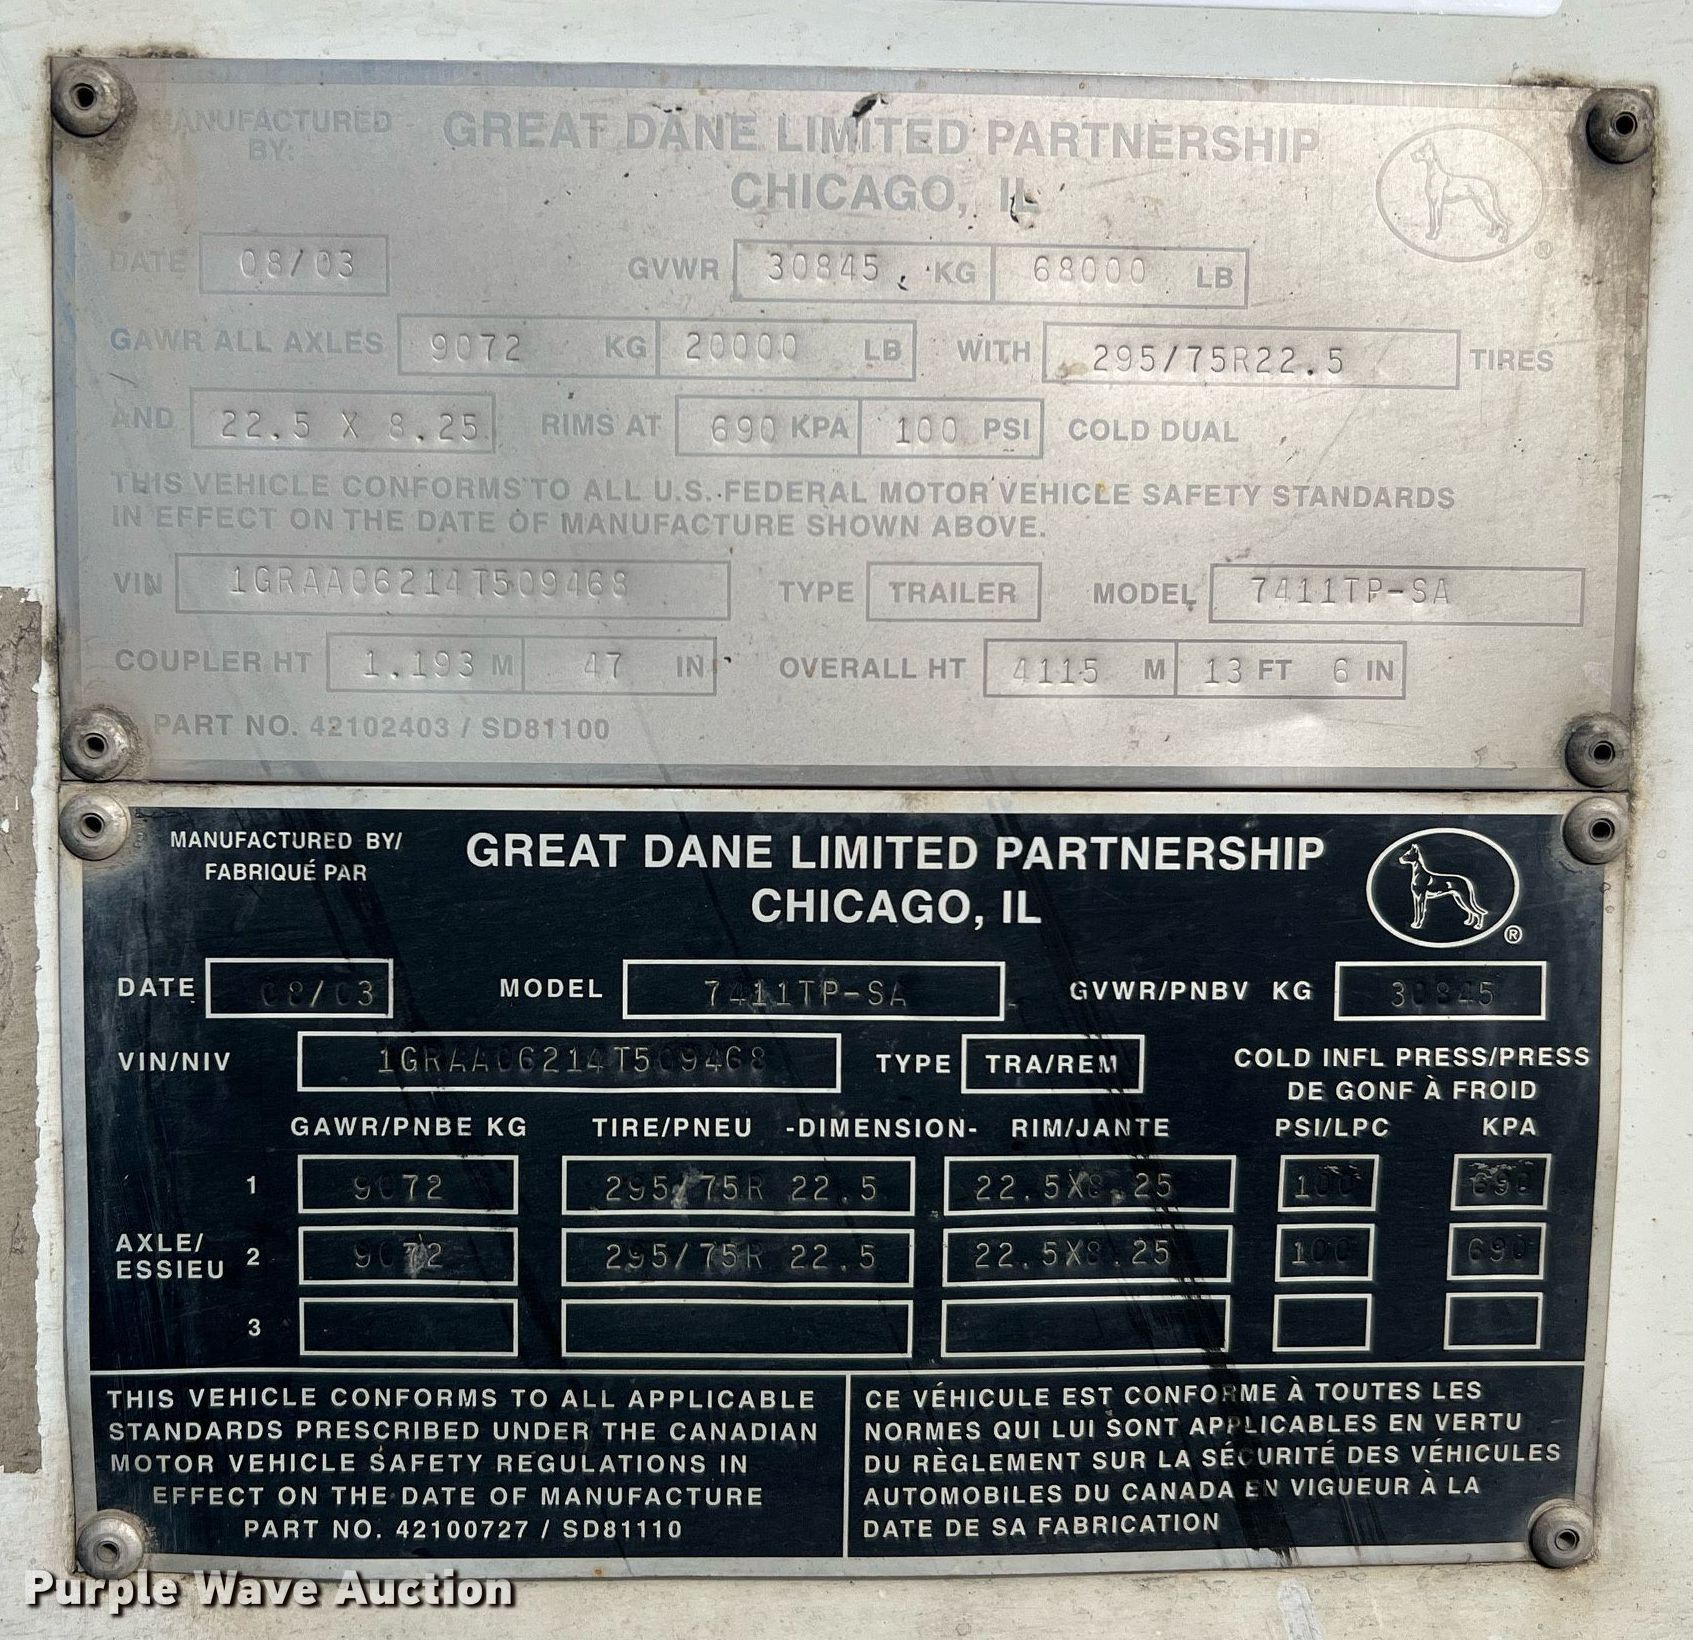 MANUFACTURED BY: GREAT DANE LIMITED PARTNERSHIP
CHICAGO, IL
®
DATE 08/03 GVWR 30845 KG 68000 LB
GAWR ALL AXLES 9072 KG 20000 LB WITH 295/75R22.5 TIRES
AND 22.5 X 8.25 RIMS AT 690 KPA 100 PSI COLD DUAL
THIS VEHICLE CONFORMS TO ALL U.S. FEDERAL MOTOR VEHICLE SAFETY STANDARDS
IN EFFECT ON THE DATE OF MANUFACTURE SHOWN ABOVE.
VIN 1GRAA06214T509468 TYPE TRAILER MODEL 7411TP-SA
COUPLER HT 1.193 M 47 IN OVERALL HT 4115 M 13 FT 6 IN
PART NO. 42102403 / SD81100
MANUFACTURED BY/
FABRIQUÉ PAR
GREAT DANE LIMITED PARTNERSHIP
CHICAGO, IL
®
DATE 08/03 MODEL 7411TP-SA GVWR/PNBV KG 30845
VIN/NIV 1GRAA06214T509468 TYPE TRA/REM COLD INFL PRESS/PRESS
DE GONF À FROID
GAWR/PNBE KG TIRE/PNEU -DIMENSION- RIM/JANTE PSI/LPC KPA
1 9072 295/75R 22.5 22.5X8.25 100 690
AXLE/
ESSIEU 2 9072 295/75R 22.5 22.5X8.25 100 690
3
THIS VEHICLE CONFORMS TO ALL APPLICABLE
STANDARDS PRESCRIBED UNDER THE CANADIAN
MOTOR VEHICLE SAFETY REGULATIONS IN
EFFECT ON THE DATE OF MANUFACTURE
PART NO. 42100727 / SD81110
CE VÉHICULE EST CONFORME À TOUTES LES
NORMES QUI LUI SONT APPLICABLES EN VERTU
DU RÈGLEMENT SUR LA SÉCURITÉ DES VÉHICULES
AUTOMOBILES DU CANADA EN VIGUEUR À LA
DATE DE SA FABRICATION
Purple Wave Auction